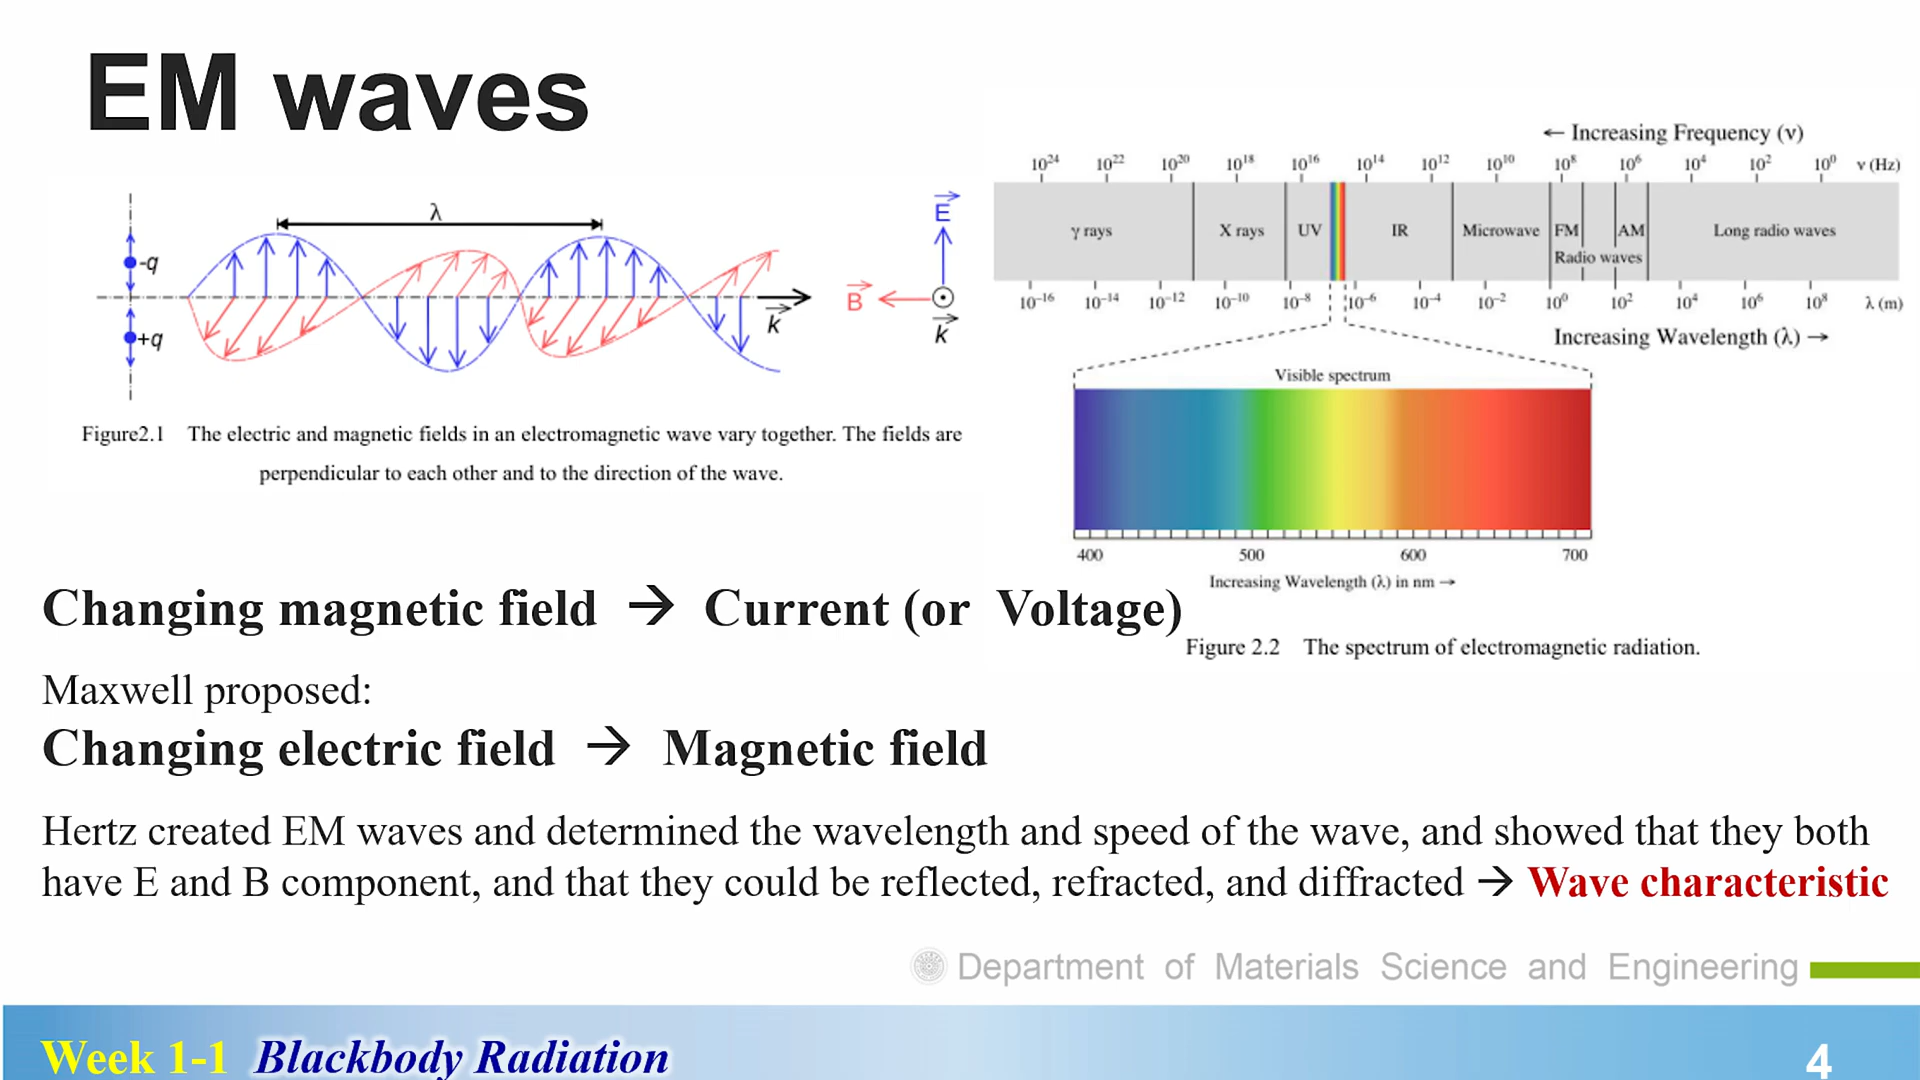 EM waves
λ
-q
+q
k
E
B
k
Figure2.1 The electric and magnetic fields in an electromagnetic wave vary together. The fields are
perpendicular to each other and to the direction of the wave.
← Increasing Frequency (ν)
10²⁴ 10²² 10²⁰ 10¹⁸ 10¹⁶ 10¹⁴ 10¹² 10¹⁰ 10⁸ 10⁶ 10⁴ 10² 10⁰ ν (Hz)
γ rays X rays UV IR Microwave FM AM Long radio waves
Radio waves
10⁻¹⁶ 10⁻¹⁴ 10⁻¹² 10⁻¹⁰ 10⁻⁸ 10⁻⁶ 10⁻⁴ 10⁻² 10⁰ 10² 10⁴ 10⁶ 10⁸ λ (m)
Increasing Wavelength (λ) →
Visible spectrum
400 500 600 700
Increasing Wavelength (λ) in nm →
Figure 2.2 The spectrum of electromagnetic radiation.
Changing magnetic field → Current (or Voltage)
Maxwell proposed:
Changing electric field → Magnetic field
Hertz created EM waves and determined the wavelength and speed of the wave, and showed that they both
have E and B component, and that they could be reflected, refracted, and diffracted → Wave characteristic
Department of Materials Science and Engineering
Week 1-1 Blackbody Radiation
4